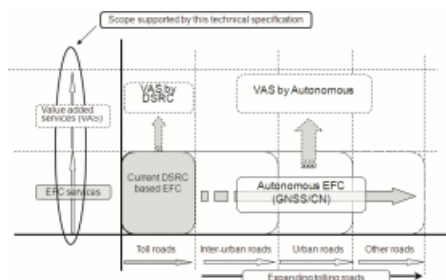 Scope supported by this technical specification
VAS by
DSRC
VAS by Autonomous
Value added
services (VAS)
EFC services
Current DSRC
based EFC
Autonomous EFC
(GNSS/CN)
Toll roads
Inter-urban roads
Urban roads
Other roads
Expanding tolling roads